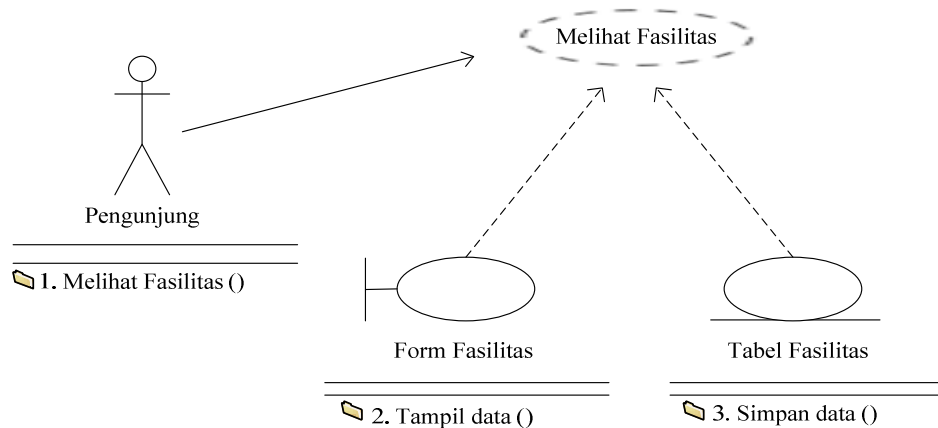 Melihat Fasilitas
Pengunjung
1. Melihat Fasilitas ()
Form Fasilitas
Tabel Fasilitas
2. Tampil data ()
3. Simpan data ()